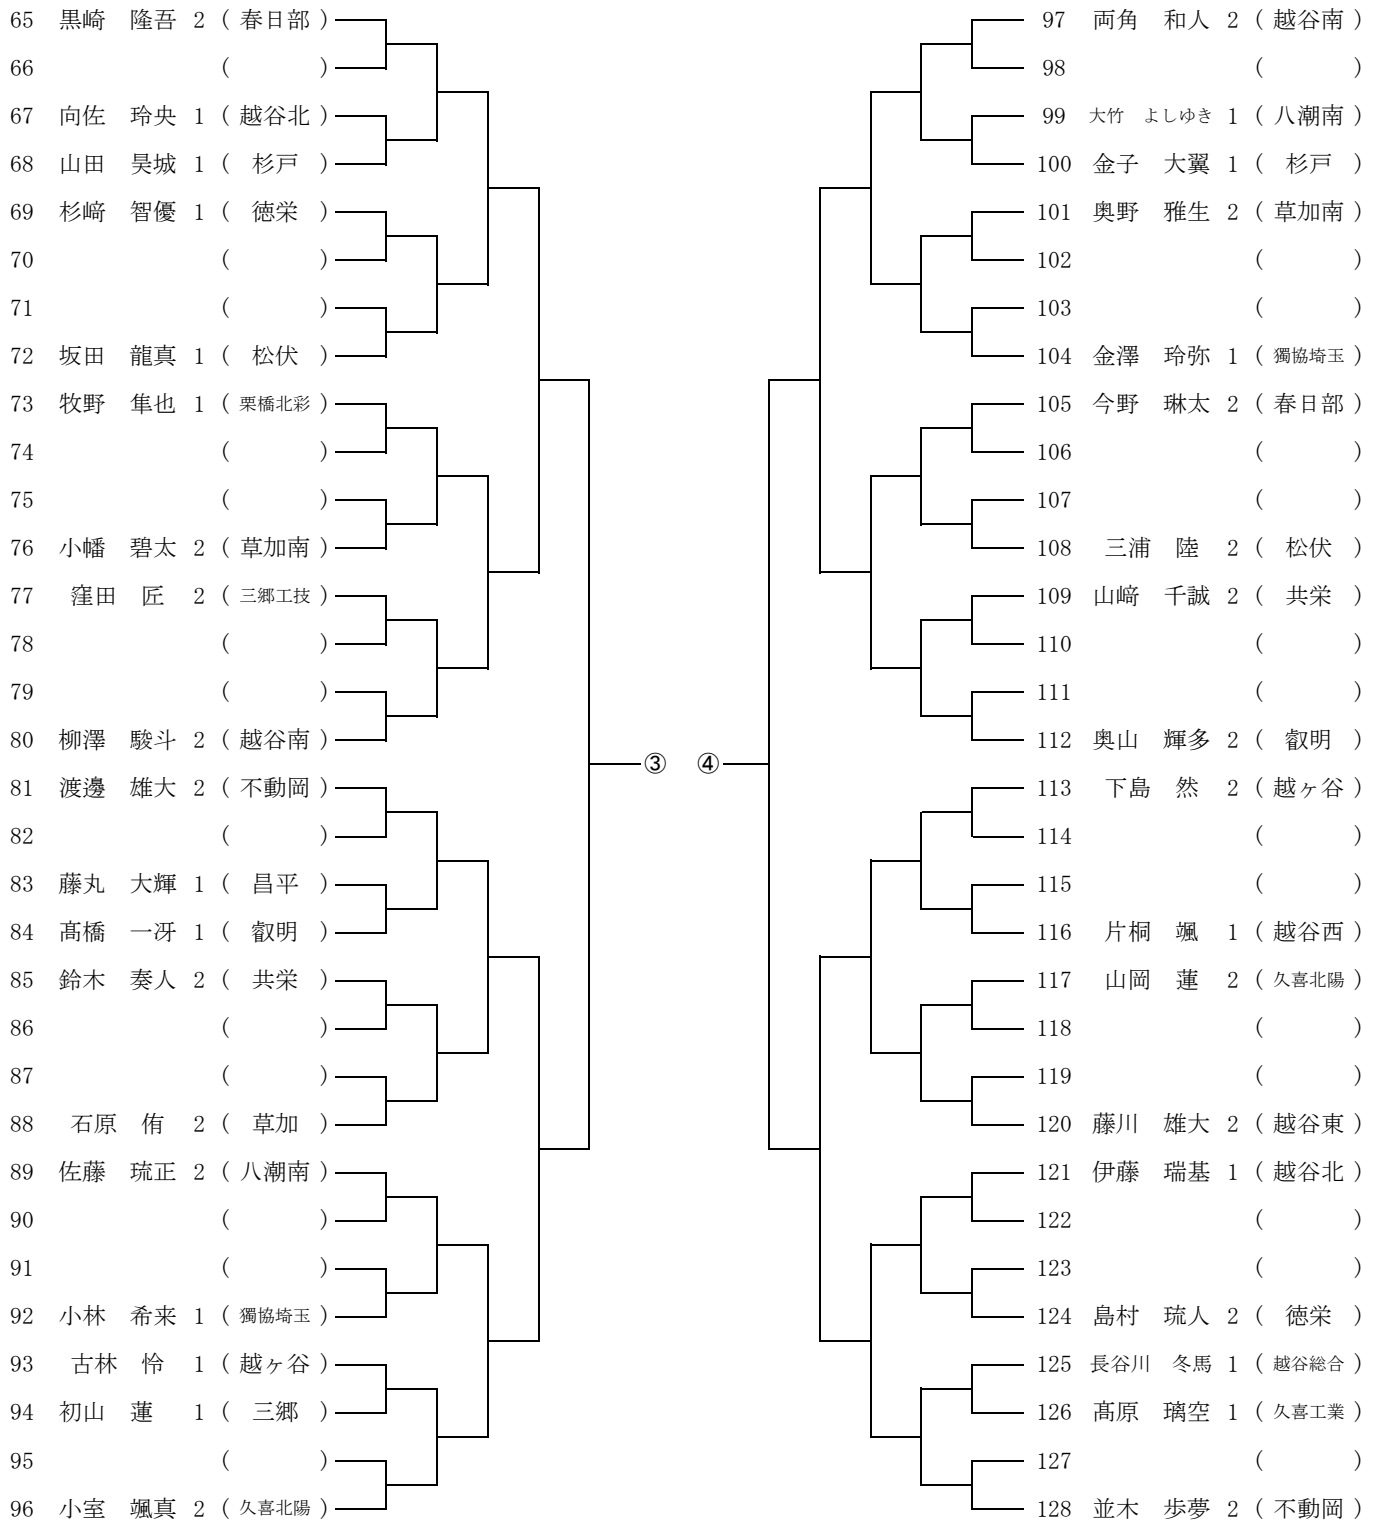 65 黒崎 隆吾 2 ( 春日部 )
66 ( )
67 向佐 玲央 1 ( 越谷北 )
68 山田 昊城 1 ( 杉戸 )
69 杉﨑 智優 1 ( 徳栄 )
70 ( )
71 ( )
72 坂田 龍真 1 ( 松伏 )
73 牧野 隼也 1 ( 栗橋北彩 )
74 ( )
75 ( )
76 小幡 碧太 2 ( 草加南 )
77 窪田 匠 2 ( 三郷工技 )
78 ( )
79 ( )
80 柳澤 駿斗 2 ( 越谷南 )
81 渡邊 雄大 2 ( 不動岡 )
82 ( )
83 藤丸 大輝 1 ( 昌平 )
84 髙橋 一冴 1 ( 叡明 )
85 鈴木 奏人 2 ( 共栄 )
86 ( )
87 ( )
88 石原 侑 2 ( 草加 )
89 佐藤 琉正 2 ( 八潮南 )
90 ( )
91 ( )
92 小林 希来 1 ( 獨協埼玉 )
93 古林 怜 1 ( 越ヶ谷 )
94 初山 蓮 1 ( 三郷 )
95 ( )
96 小室 颯真 2 ( 久喜北陽 )
③ ④
97 両角 和人 2 ( 越谷南 )
98 ( )
99 大竹 よしゆき 1 ( 八潮南 )
100 金子 大翼 1 ( 杉戸 )
101 奥野 雅生 2 ( 草加南 )
102 ( )
103 ( )
104 金澤 玲弥 1 ( 獨協埼玉 )
105 今野 琳太 2 ( 春日部 )
106 ( )
107 ( )
108 三浦 陸 2 ( 松伏 )
109 山﨑 千誠 2 ( 共栄 )
110 ( )
111 ( )
112 奥山 輝多 2 ( 叡明 )
113 下島 然 2 ( 越ヶ谷 )
114 ( )
115 ( )
116 片桐 颯 1 ( 越谷西 )
117 山岡 蓮 2 ( 久喜北陽 )
118 ( )
119 ( )
120 藤川 雄大 2 ( 越谷東 )
121 伊藤 瑞基 1 ( 越谷北 )
122 ( )
123 ( )
124 島村 琉人 2 ( 徳栄 )
125 長谷川 冬馬 1 ( 越谷総合 )
126 髙原 璃空 1 ( 久喜工業 )
127 ( )
128 並木 歩夢 2 ( 不動岡 )